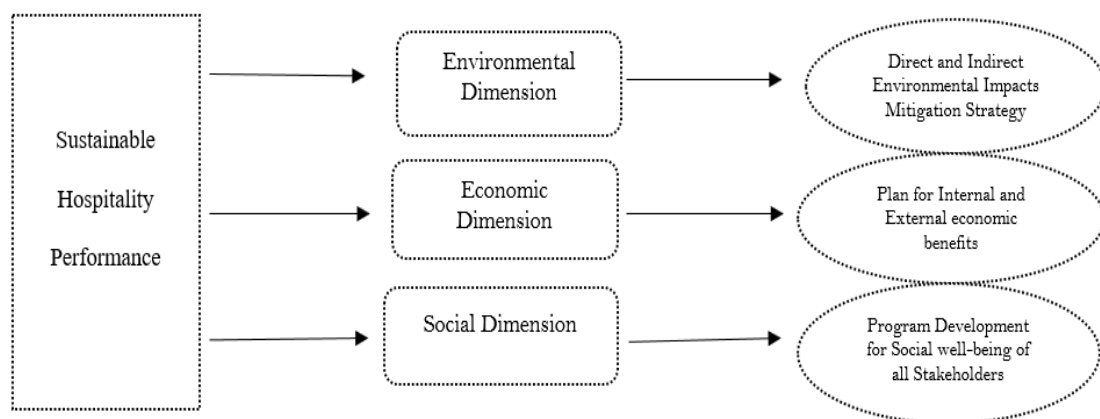 Sustainable
Hospitality
Performance
Environmental
Dimension
Direct and Indirect
Environmental Impacts
Mitigation Strategy
Economic
Dimension
Plan for Internal and
External economic
benefits
Social Dimension
Program Development
for Social well-being of
all Stakeholders